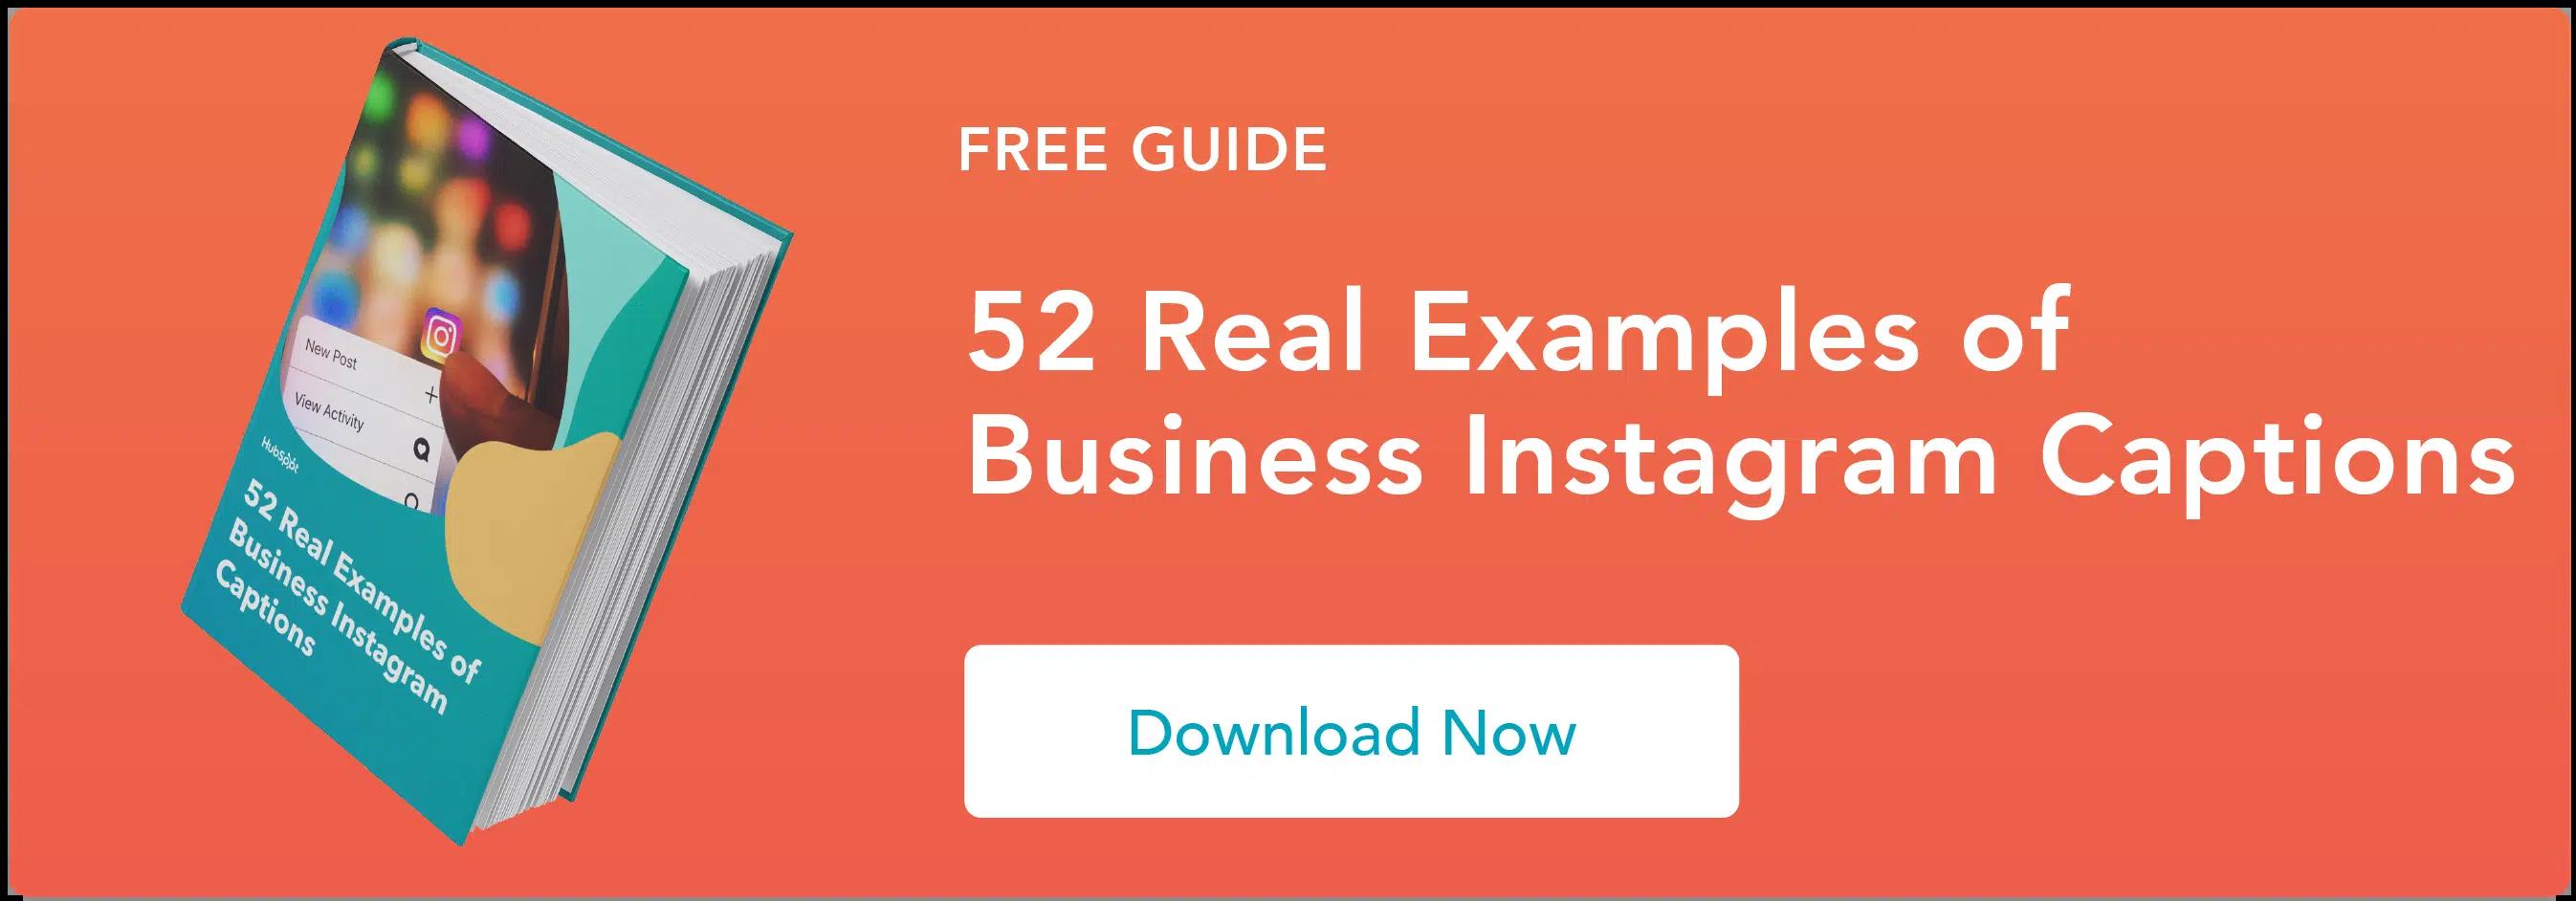 New Post
View Activity
HubSpot
52 Real Examples of
Business Instagram
Captions
FREE GUIDE
52 Real Examples of
Business Instagram Captions
Download Now